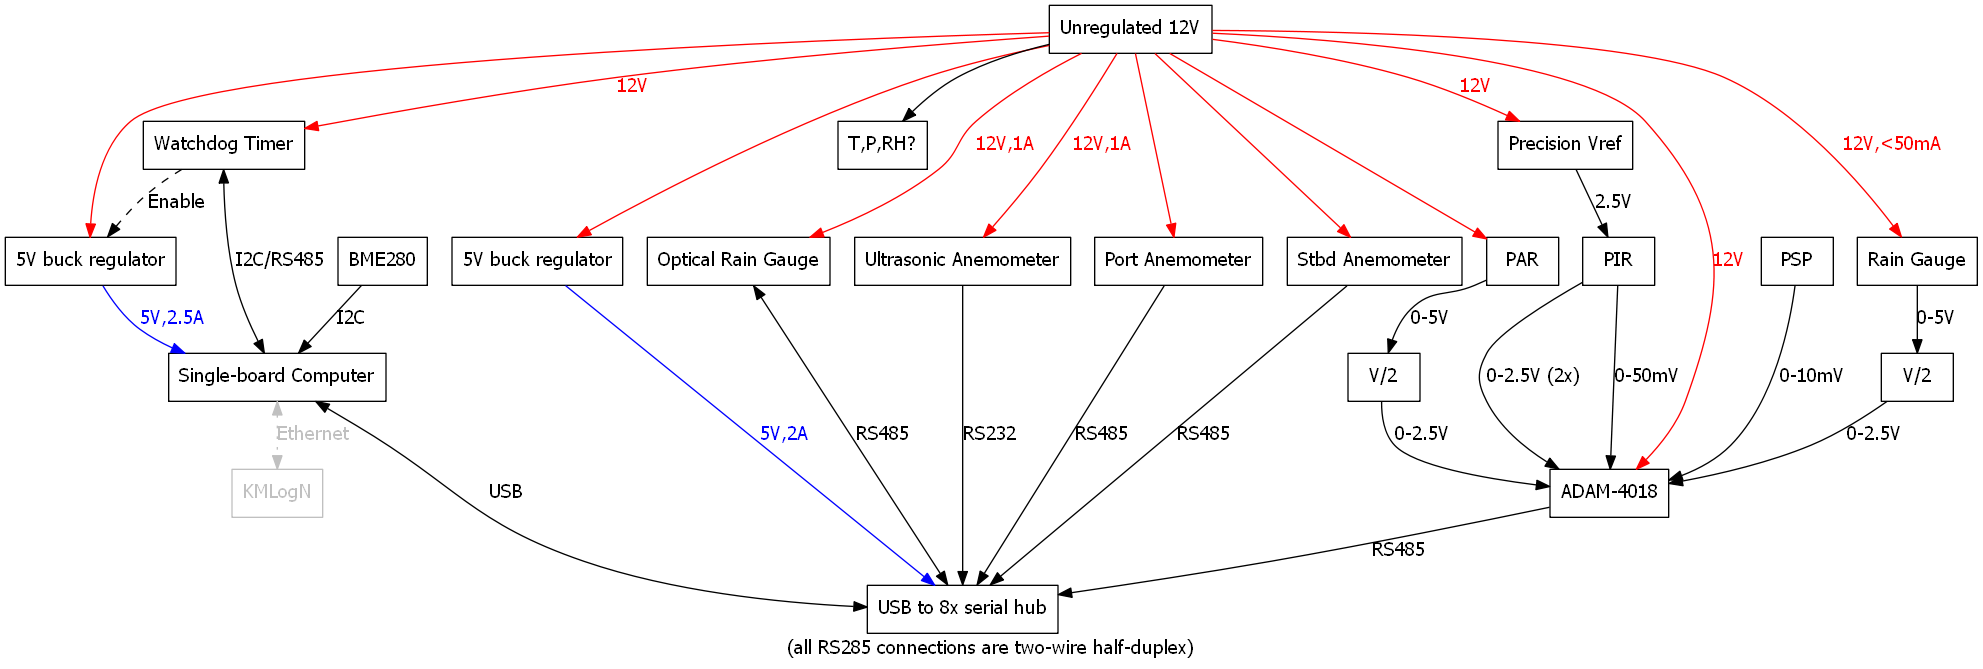 Unregulated 12V
12V
12V
Watchdog Timer
T,P,RH?
12V,1A
12V,1A
Precision Vref
12V,<50mA
Enable
2.5V
5V buck regulator
I2C/RS485
BME280
5V buck regulator
Optical Rain Gauge
Ultrasonic Anemometer
Port Anemometer
Stbd Anemometer
PAR
PIR
12V
PSP
Rain Gauge
5V,2.5A
I2C
0-5V
0-5V
Single-board Computer
V/2
0-2.5V (2x)
0-50mV
0-10mV
V/2
Ethernet
5V,2A
RS485
RS232
RS485
RS485
0-2.5V
0-2.5V
KMLogN
USB
ADAM-4018
RS485
USB to 8x serial hub
(all RS285 connections are two-wire half-duplex)